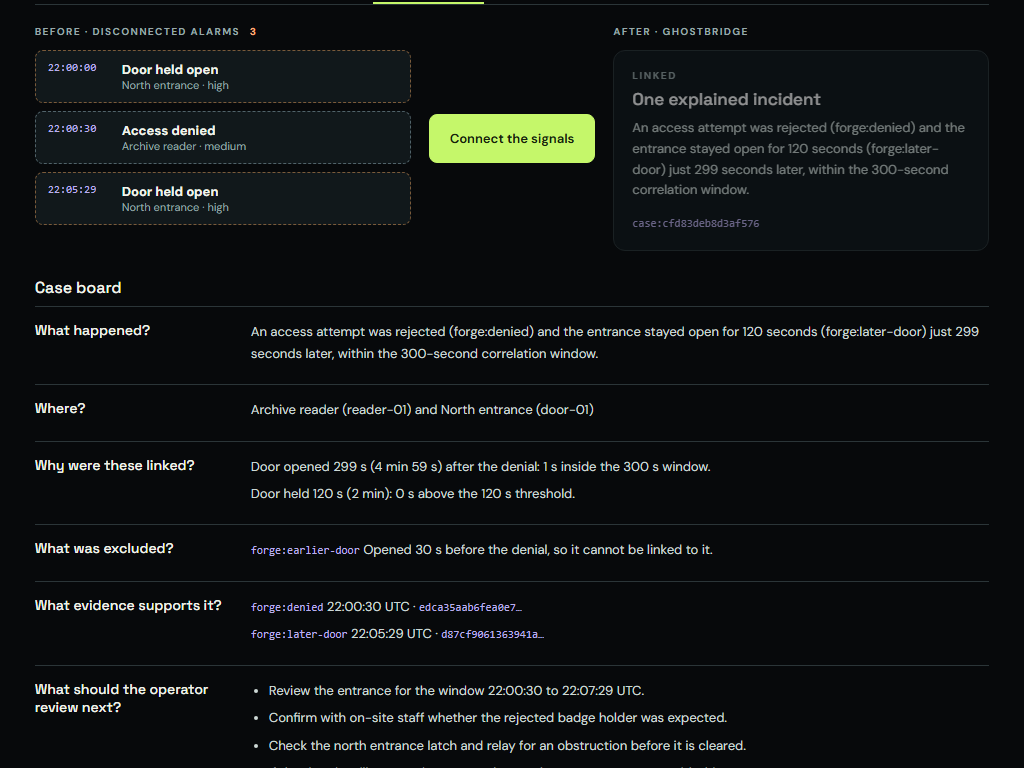 BEFORE · DISCONNECTED ALARMS 3
22:00:00 Door held open
North entrance · high
22:00:30 Access denied
Archive reader · medium
22:05:29 Door held open
North entrance · high
Connect the signals
AFTER · GHOSTBRIDGE
LINKED
One explained incident
An access attempt was rejected (forge:denied) and the
entrance stayed open for 120 seconds (forge:later-
door) just 299 seconds later, within the 300-second
correlation window.
case:cfd83deb8d3af576
Case board
What happened?
An access attempt was rejected (forge:denied) and the entrance stayed open for 120 seconds (forge:later-door) just 299
seconds later, within the 300-second correlation window.
Where?
Archive reader (reader-01) and North entrance (door-01)
Why were these linked?
Door opened 299 s (4 min 59 s) after the denial: 1 s inside the 300 s window.
Door held 120 s (2 min): 0 s above the 120 s threshold.
What was excluded?
forge:earlier-door Opened 30 s before the denial, so it cannot be linked to it.
What evidence supports it?
forge:denied 22:00:30 UTC · edca35aab6fea0e7…
forge:later-door 22:05:29 UTC · d87cf9061363941a…
What should the operator
review next?
• Review the entrance for the window 22:00:30 to 22:07:29 UTC.
• Confirm with on-site staff whether the rejected badge holder was expected.
• Check the north entrance latch and relay for an obstruction before it is cleared.